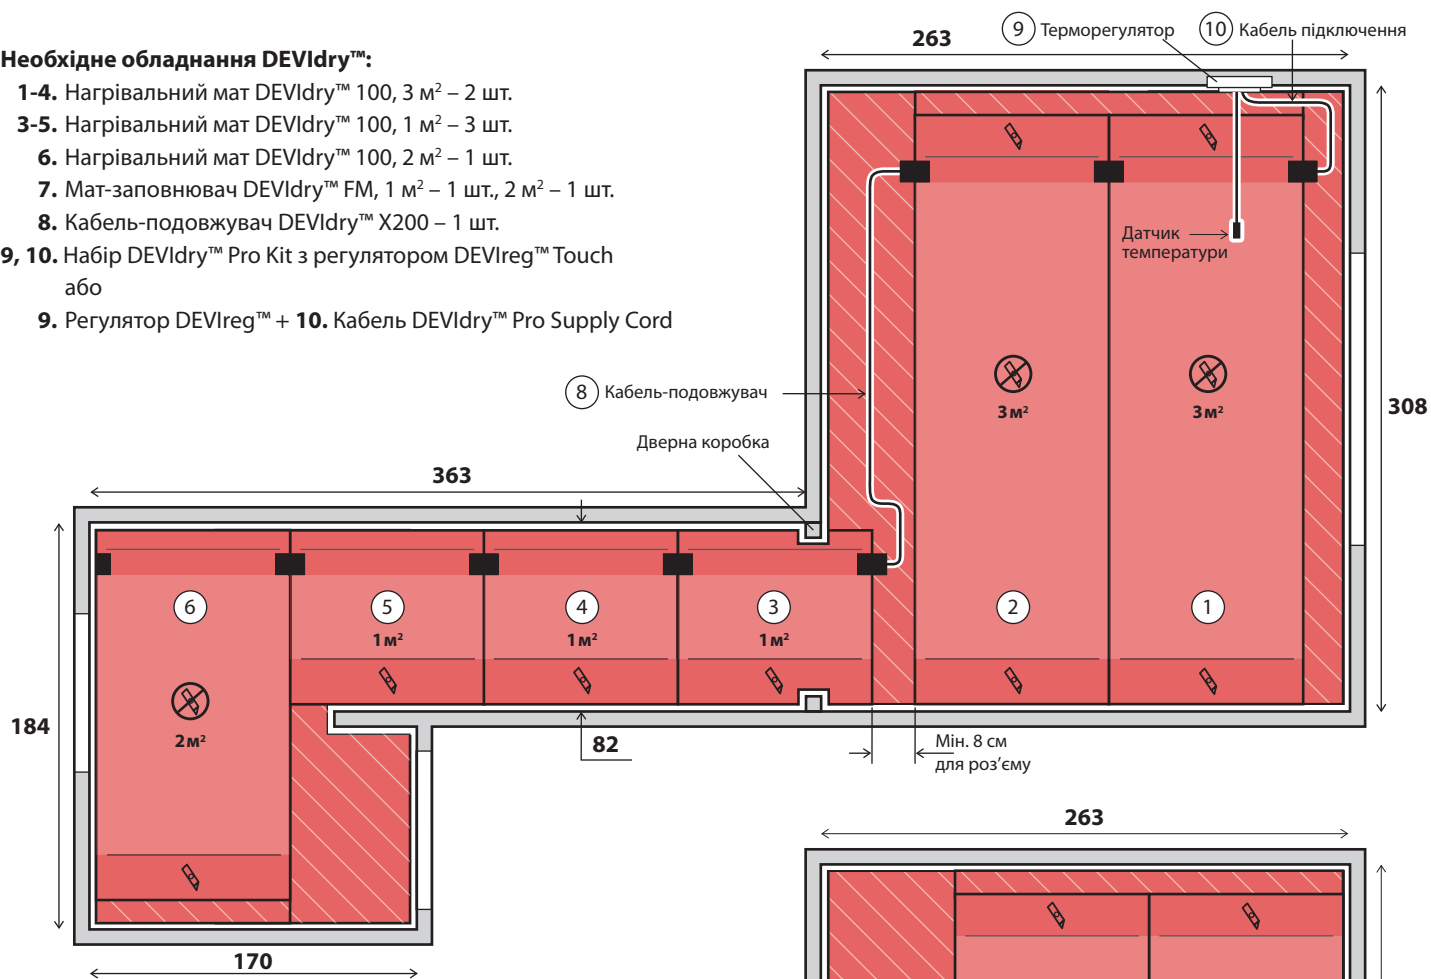 Необхідне обладнання DEVIdry™:
1-4. Нагрівальний мат DEVIdry™ 100, 3 м² – 2 шт.
3-5. Нагрівальний мат DEVIdry™ 100, 1 м² – 3 шт.
6. Нагрівальний мат DEVIdry™ 100, 2 м² – 1 шт.
7. Мат-заповнювач DEVIdry™ FM, 1 м² – 1 шт., 2 м² – 1 шт.
8. Кабель-подовжувач DEVIdry™ X200 – 1 шт.
9, 10. Набір DEVIdry™ Pro Kit з регулятором DEVIreg™ Touch
або
9. Регулятор DEVIreg™ + 10. Кабель DEVIdry™ Pro Supply Cord
263
9 Терморегулятор
10 Кабель підключення
Датчик
температури
3 м²
3 м²
308
8 Кабель-подовжувач
Дверна коробка
363
6
5
4
3
2
1
1 м²
1 м²
1 м²
2 м²
184
82
Мін. 8 см
для роз’єму
170
263